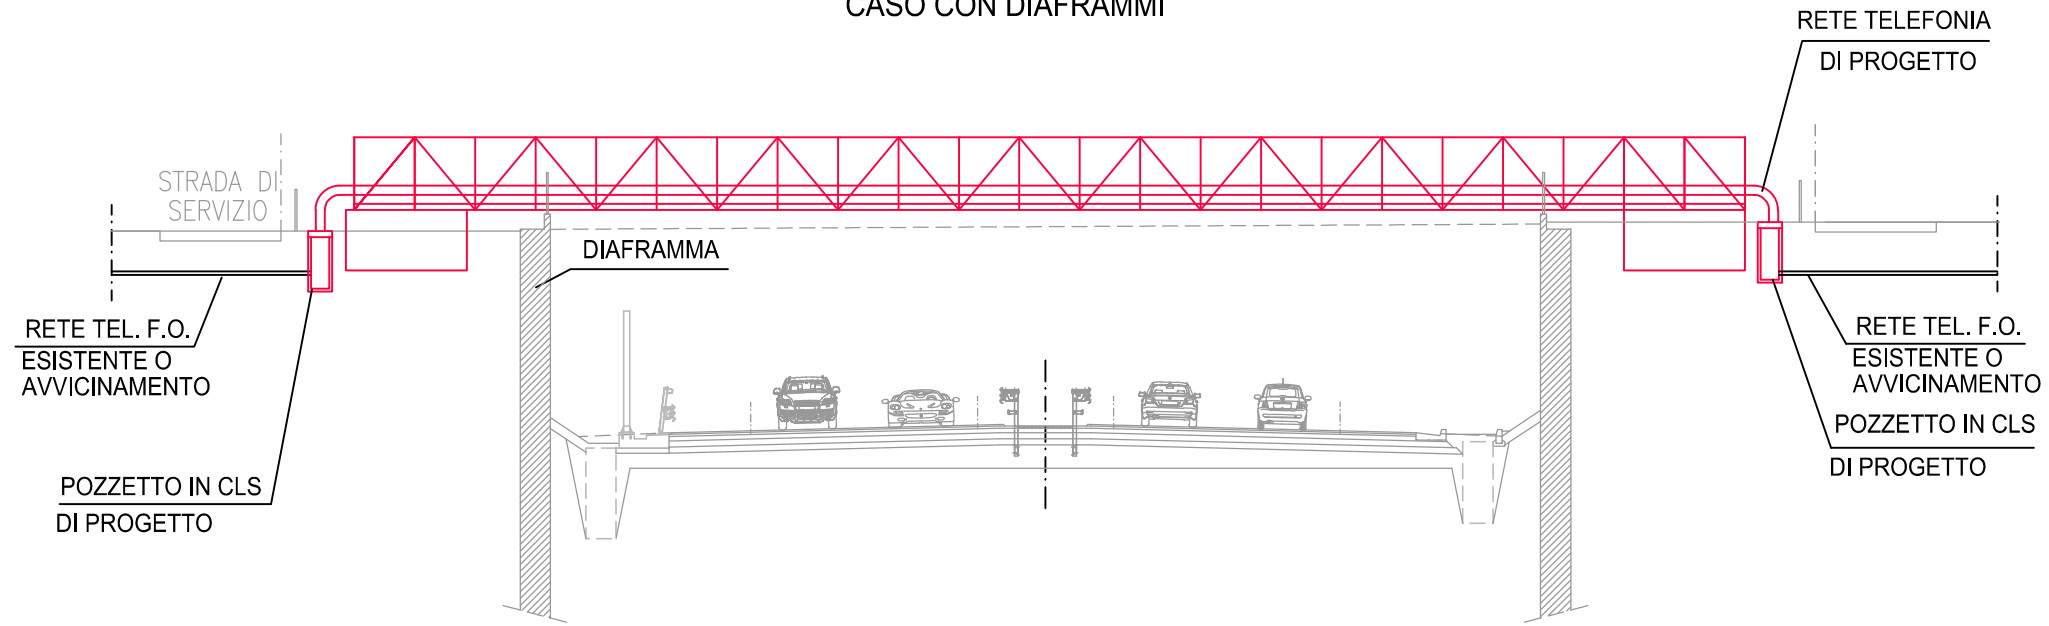 CASO CON DIAFRAMMI
RETE TELEFONIA
DI PROGETTO
STRADA DI
SERVIZIO
DIAFRAMMA
RETE TEL. F.O.
ESISTENTE O
AVVICINAMENTO
RETE TEL. F.O.
ESISTENTE O
AVVICINAMENTO
POZZETTO IN CLS
DI PROGETTO
POZZETTO IN CLS
DI PROGETTO